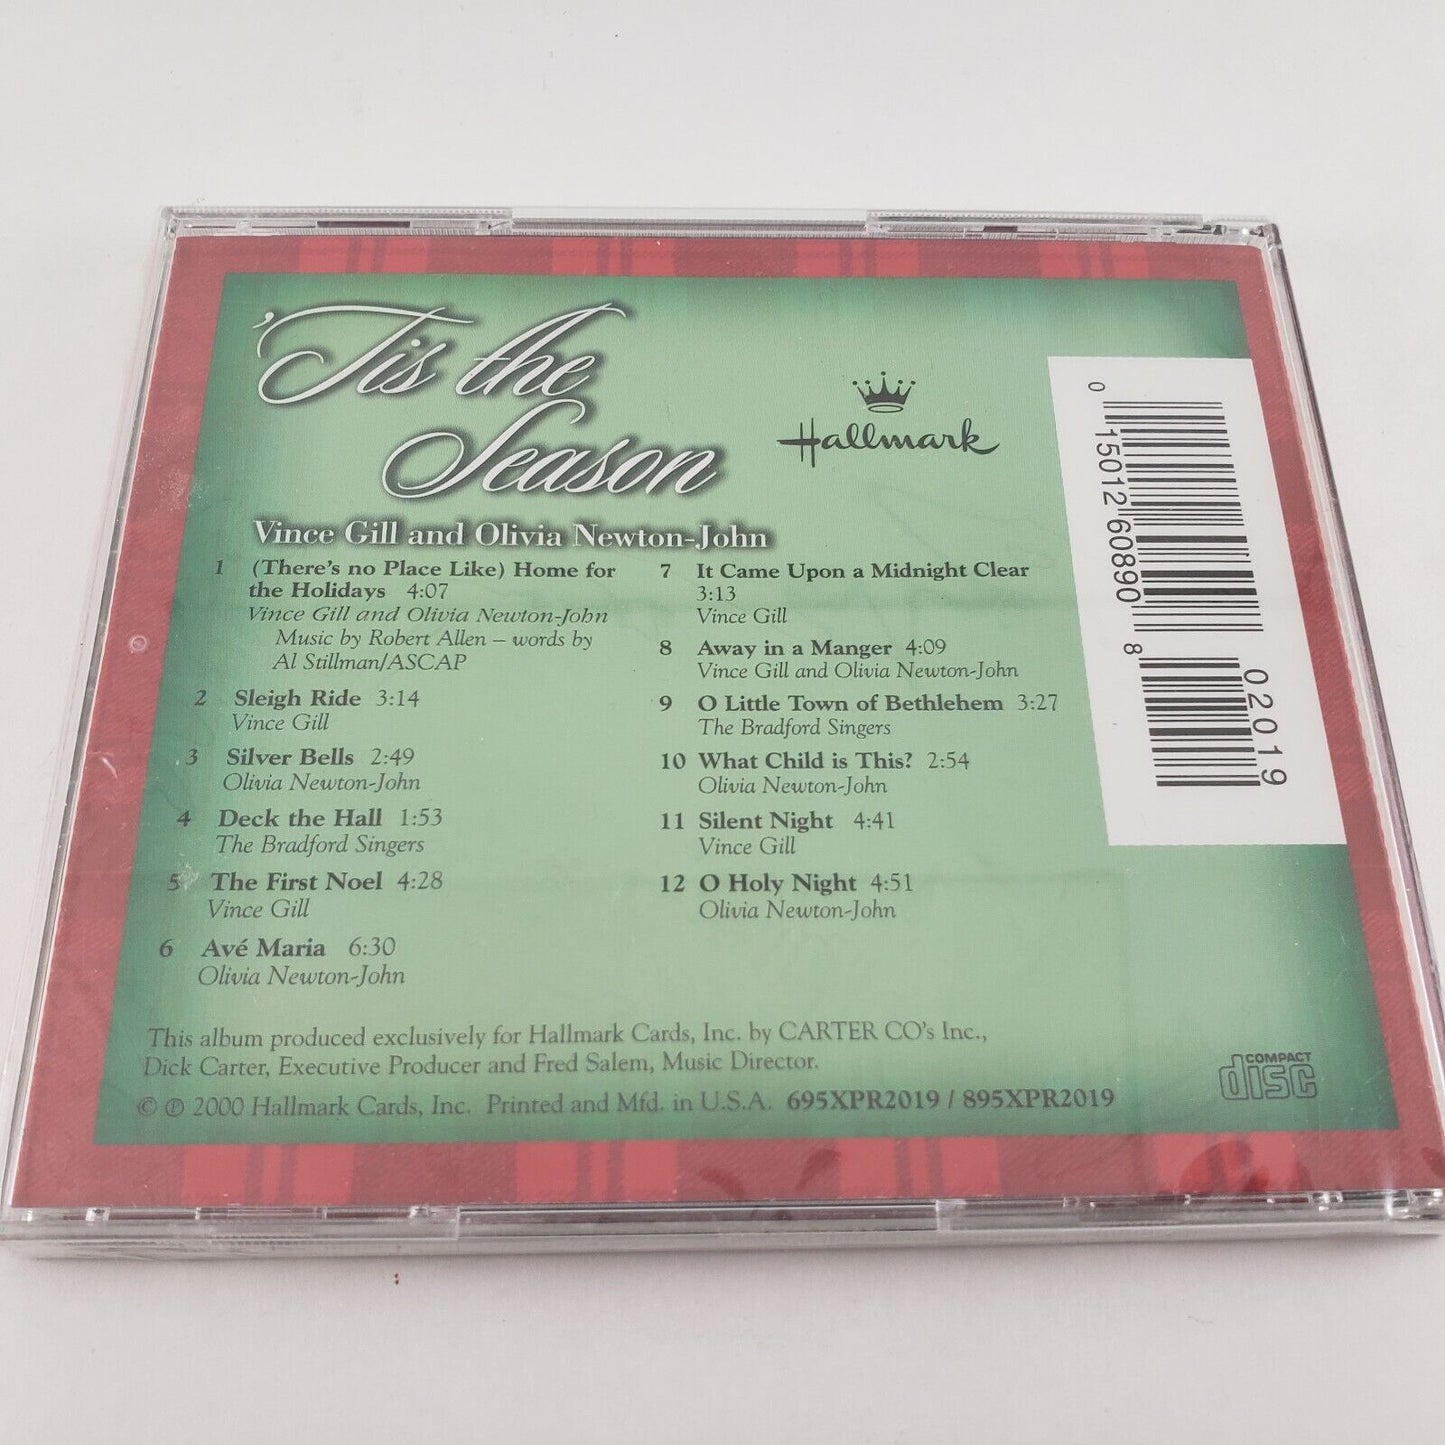 'Tis the
Season
Hallmark
Vince Gill and Olivia Newton-John
1 (There's no Place Like) Home for
the Holidays 4:07
Vince Gill and Olivia Newton-John
Music by Robert Allen – words by
Al Stillman/ASCAP
2 Sleigh Ride 3:14
Vince Gill
3 Silver Bells 2:49
Olivia Newton-John
4 Deck the Hall 1:53
The Bradford Singers
5 The First Noel 4:28
Vince Gill
6 Avé Maria 6:30
Olivia Newton-John
7 It Came Upon a Midnight Clear
3:13
Vince Gill
8 Away in a Manger 4:09
Vince Gill and Olivia Newton-John
9 O Little Town of Bethlehem 3:27
The Bradford Singers
10 What Child is This? 2:54
Olivia Newton-John
11 Silent Night 4:41
Vince Gill
12 O Holy Night 4:51
Olivia Newton-John
0 15012 60890 8
02019
This album produced exclusively for Hallmark Cards, Inc. by CARTER CO's Inc.,
Dick Carter, Executive Producer and Fred Salem, Music Director.
© ℗ 2000 Hallmark Cards, Inc. Printed and Mfd. in U.S.A. 695XPR2019 / 895XPR2019
COMPACT
disc